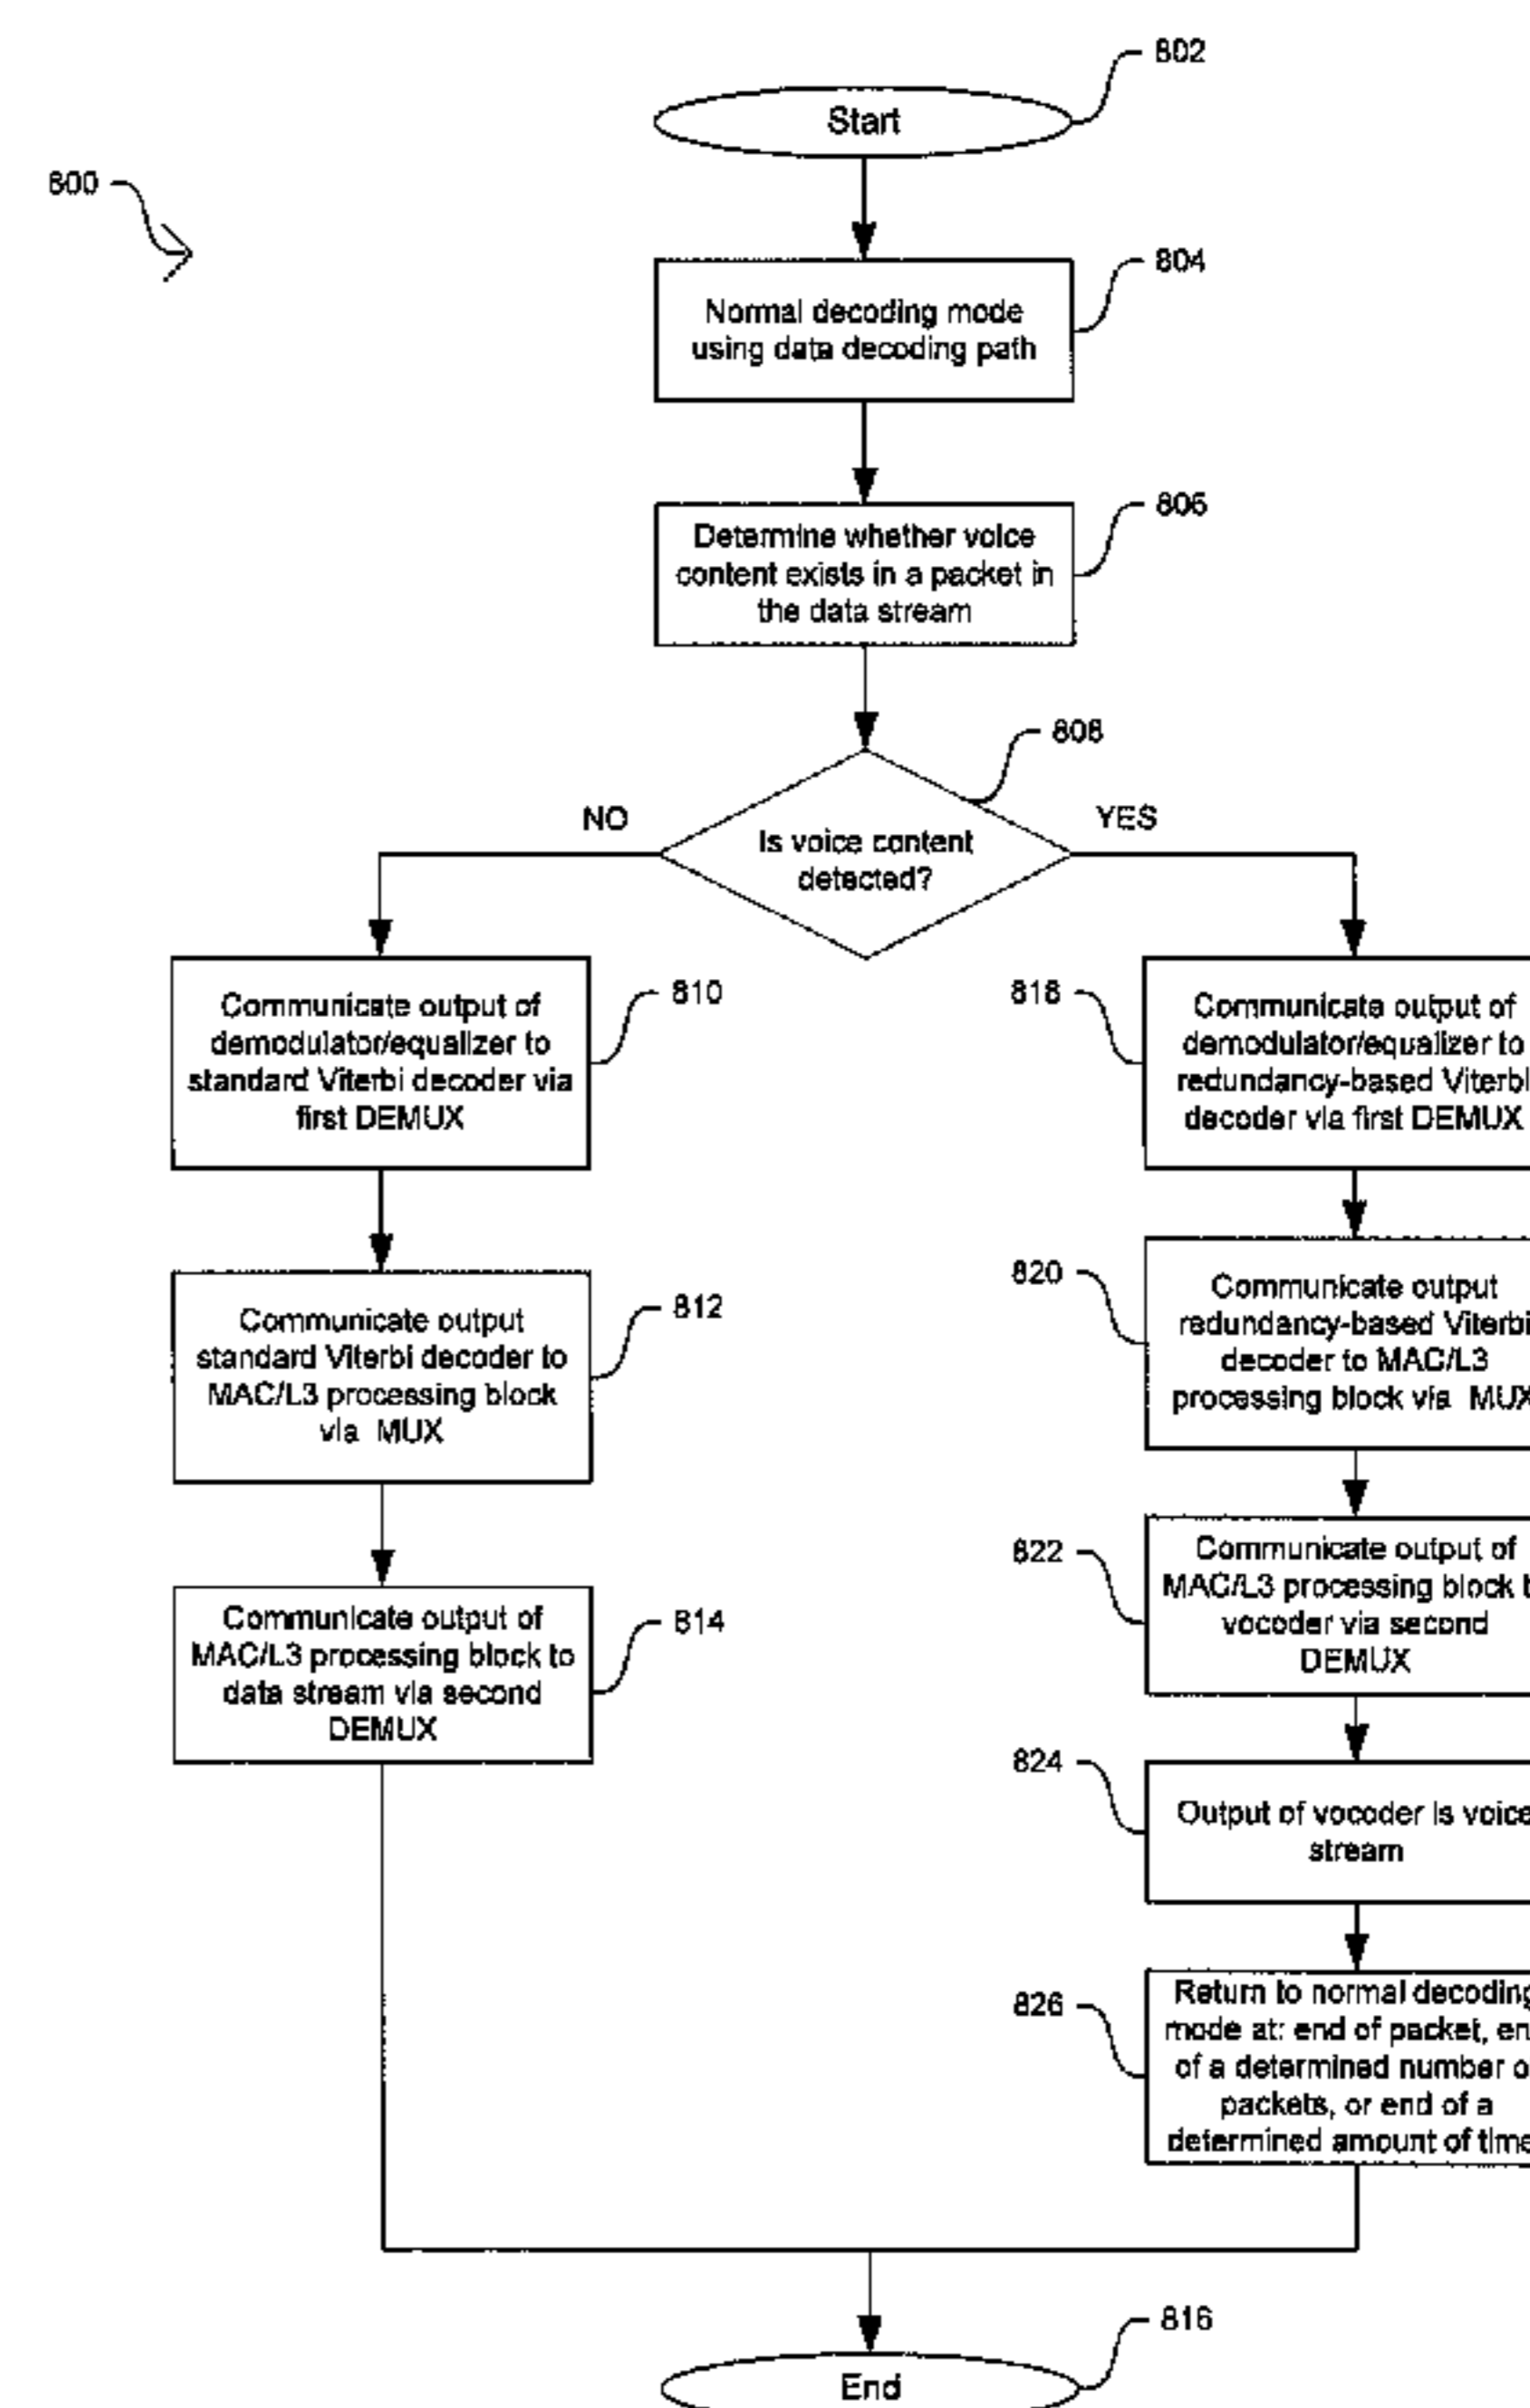 802
Start
800
804
Normal decoding mode
using data decoding path
806
Determine whether voice
content exists in a packet in
the data stream
808
NO
YES
Is voice content
detected?
810
Communicate output of
demodulator/equalizer to
standard Viterbi decoder via
first DEMUX
818
Communicate output of
demodulator/equalizer to
redundancy-based Viterbi
decoder via first DEMUX
812
Communicate output
standard Viterbi decoder to
MAC/L3 processing block
via MUX
820
Communicate output
redundancy-based Viterbi
decoder to MAC/L3
processing block via MUX
814
Communicate output of
MAC/L3 processing block to
data stream via second
DEMUX
822
Communicate output of
MAC/L3 processing block
vocoder via second
DEMUX
824
Output of vocoder is voice
stream
826
Return to normal decoding
mode at: end of packet,
of a determined number
packets, or end of a
determined amount of time
816
End